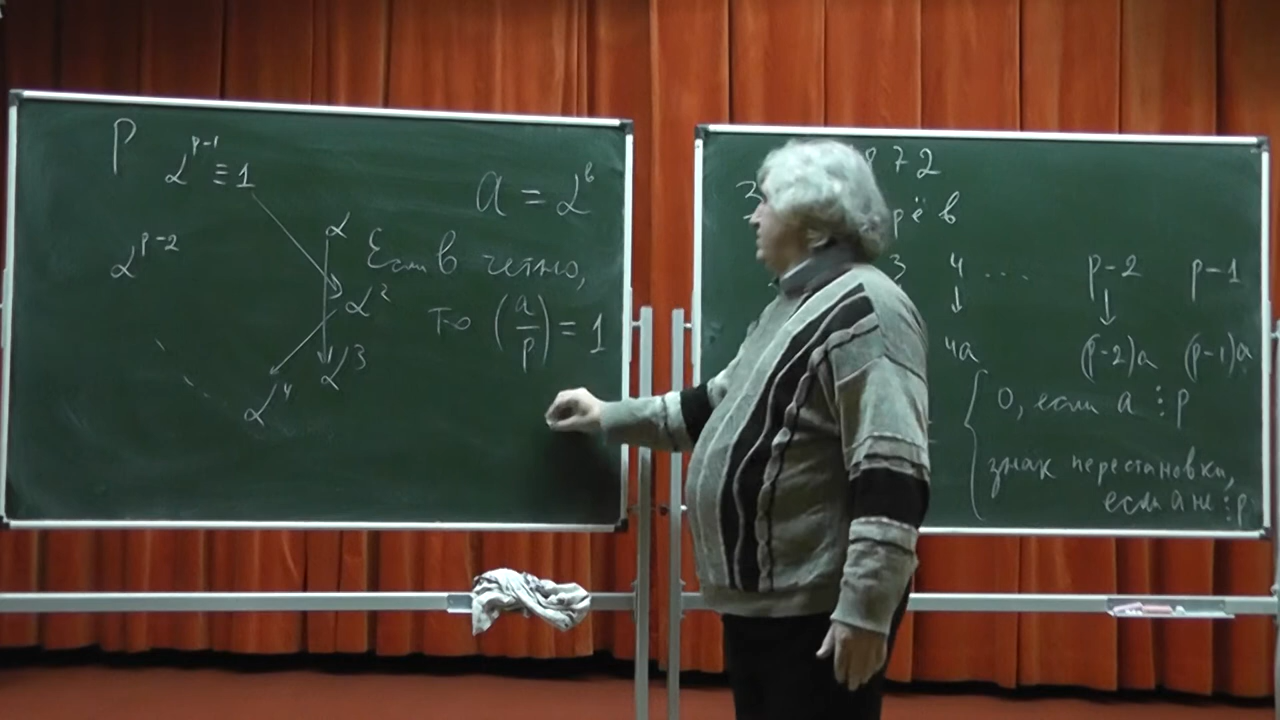 p
α^{p-1} ≡ 1
α
α^{p-2}
α^2
α^3
α^4
a = α^в
Если в чётно,
то (a/p) = 1
872
рёв
3 4 .... p-2 p-1
↓ ↓
4a (p-2)a (p-1)a
{ 0, если a ⋮ p
знак перестановки,
если a не ⋮ p